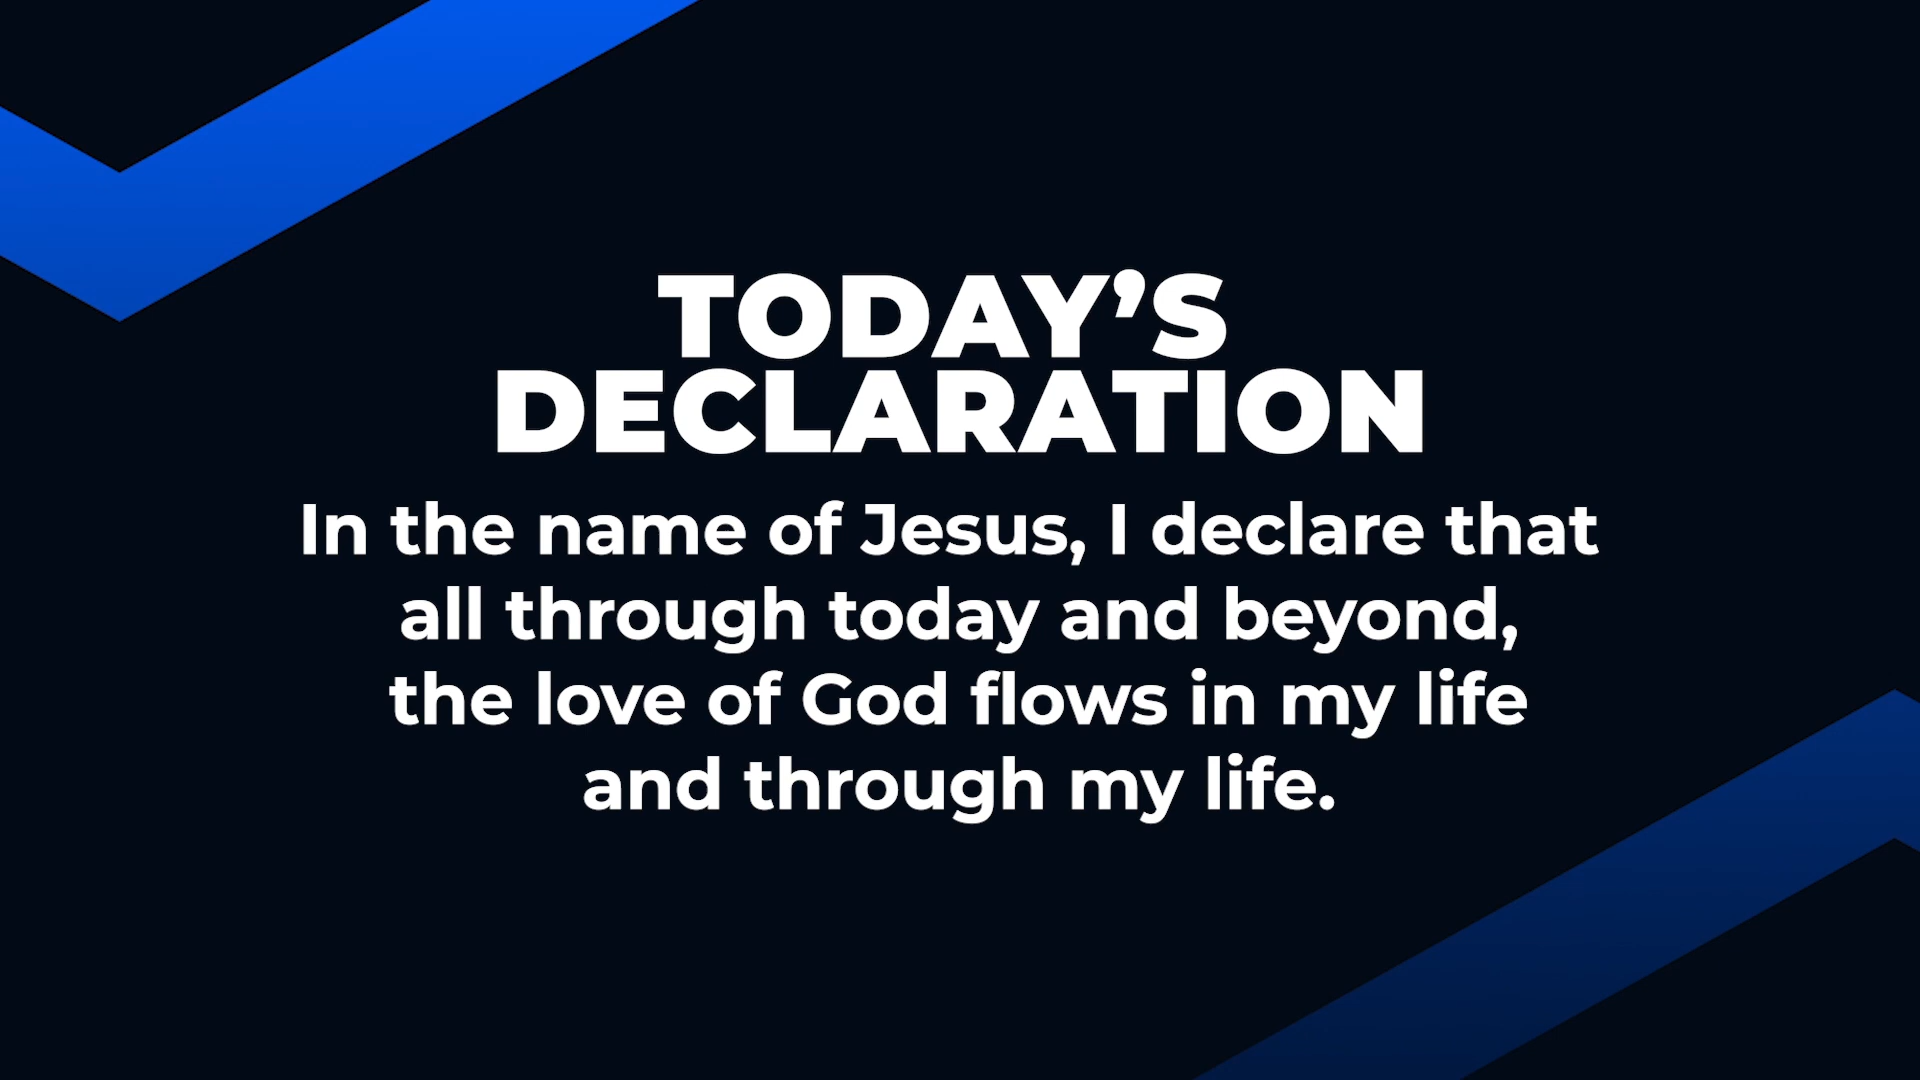 TODAY’S
DECLARATION
In the name of Jesus, I declare that
all through today and beyond,
the love of God flows in my life
and through my life.